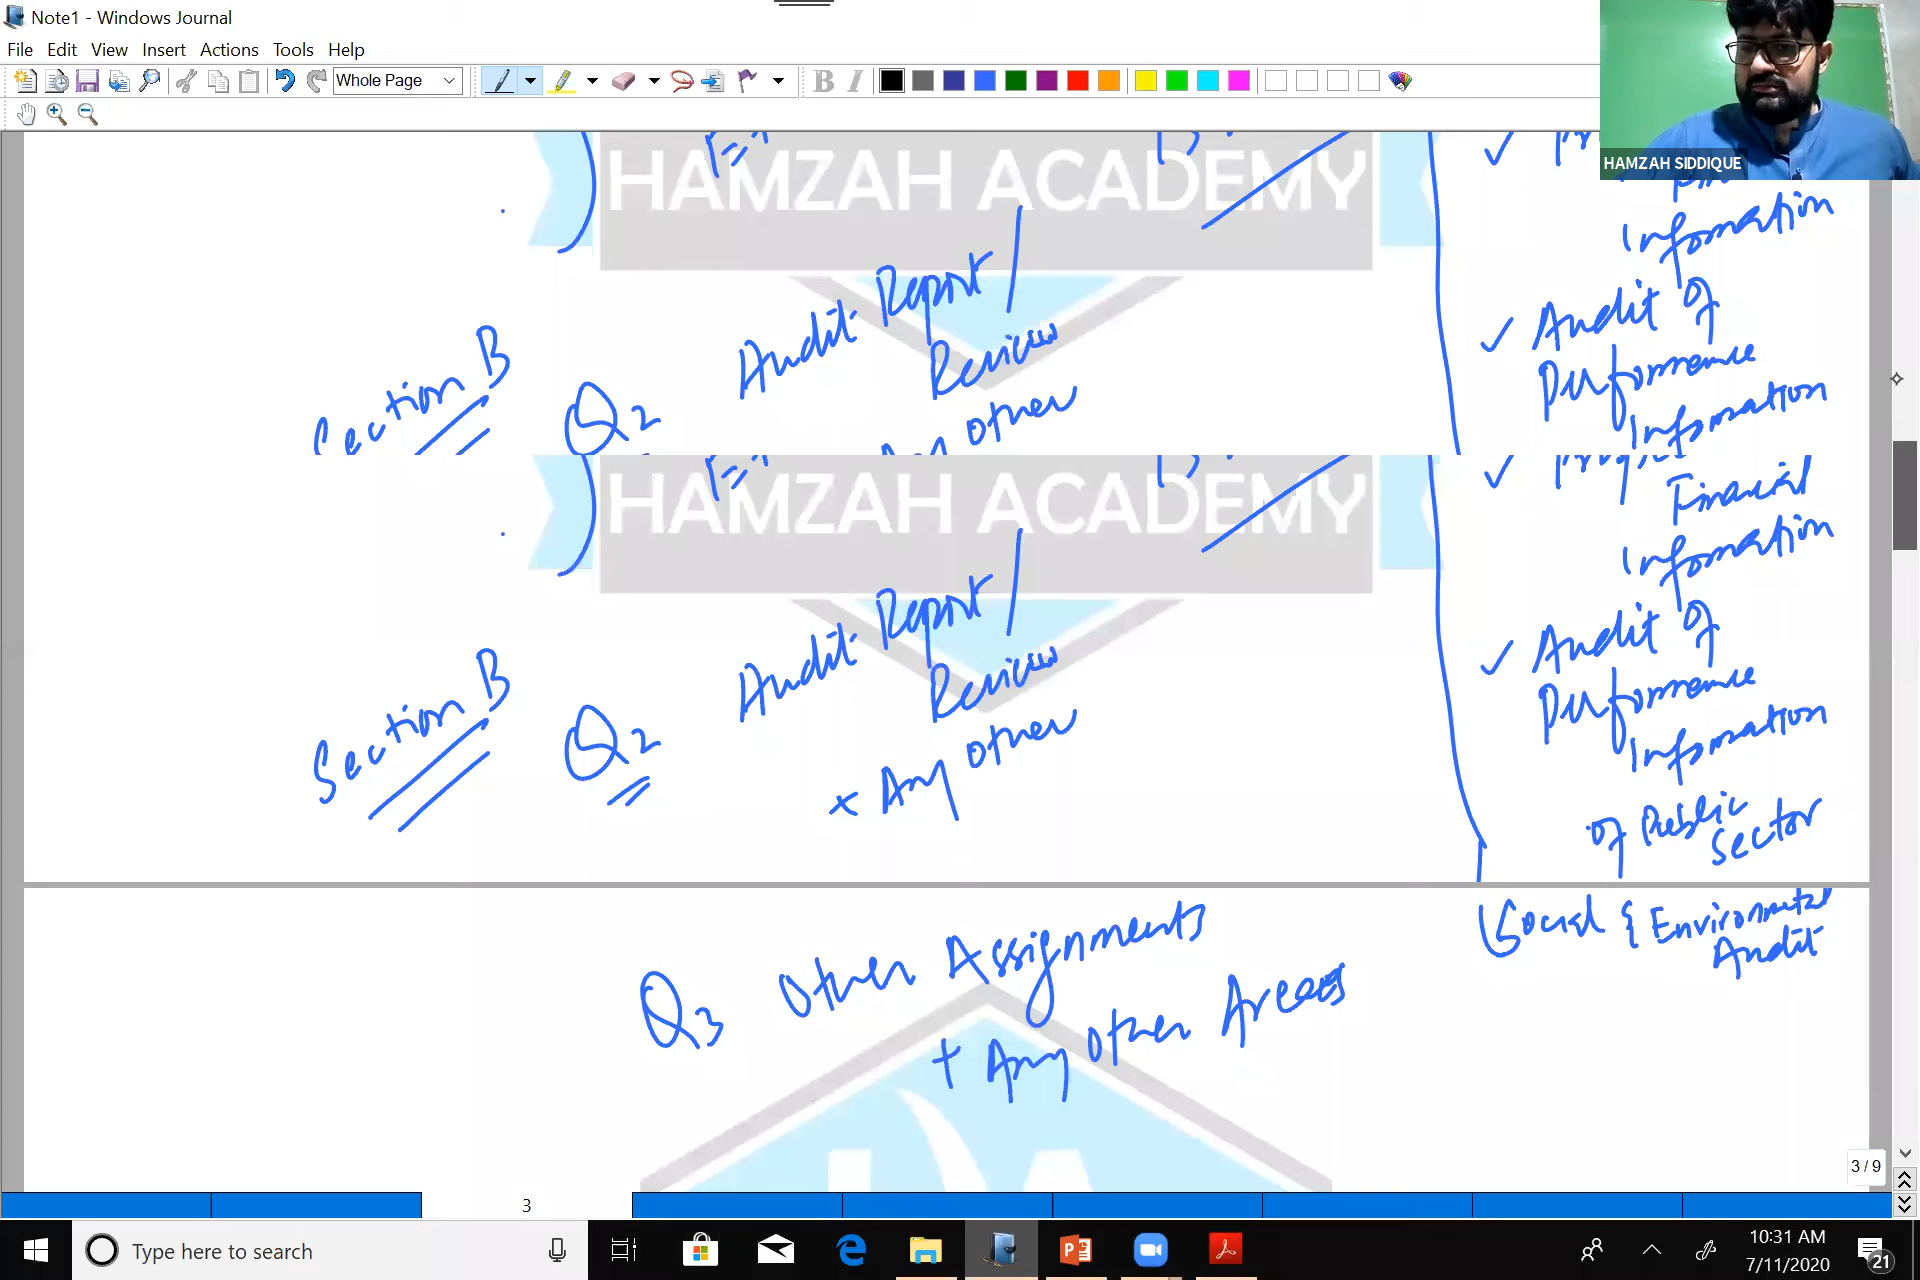 Note1 - Windows Journal
File Edit View Insert Actions Tools Help
Whole Page
B I
HAMZAH SIDDIQUE
HAMZAH ACADEMY
Information
Audit Report /
Review
Other
Section B
Q2
✓ Audit of
Performance
Information
HAMZAH ACADEMY
Financial
Information
Audit Report /
Review
+ Any Other
Section B
Q2
✓ Audit of
Performance
Information
of Public
Sector
Social & Environmental
Audit
Q3 Other Assignments
+ Any Other Areas
3 / 9
3
Type here to search
10:31 AM
7/11/2020
21